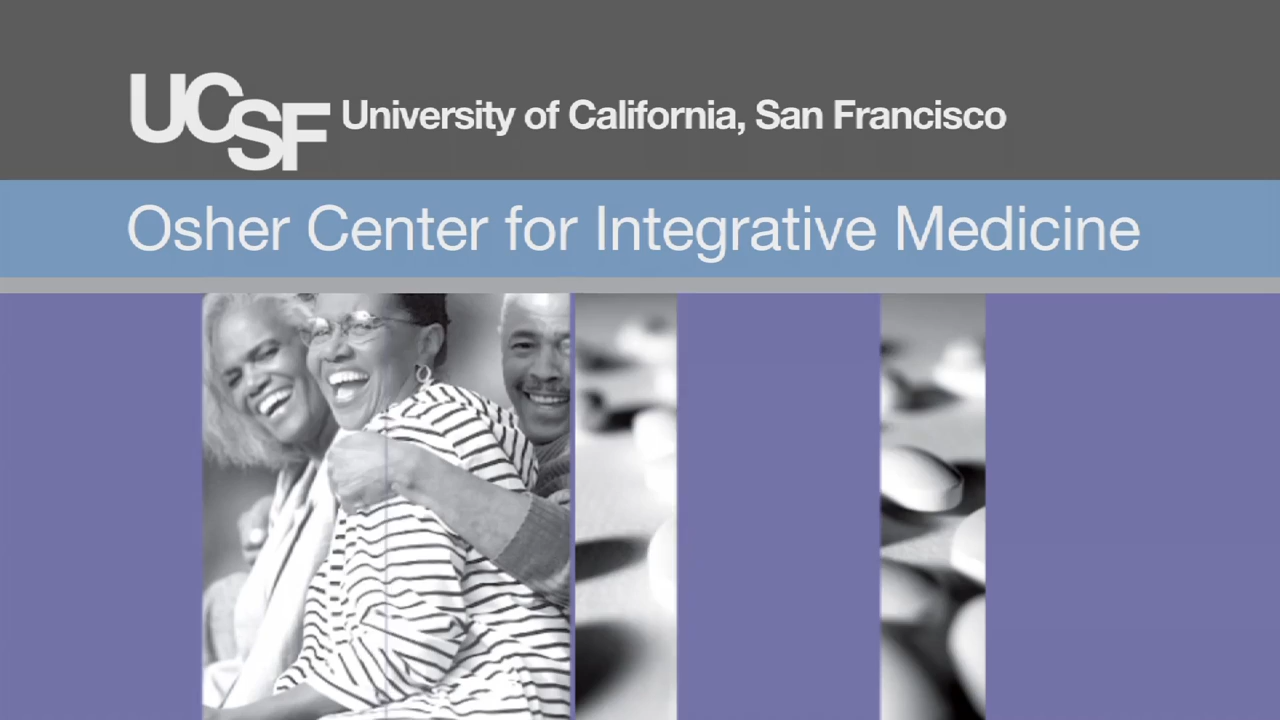 UCSF University of California, San Francisco
Osher Center for Integrative Medicine